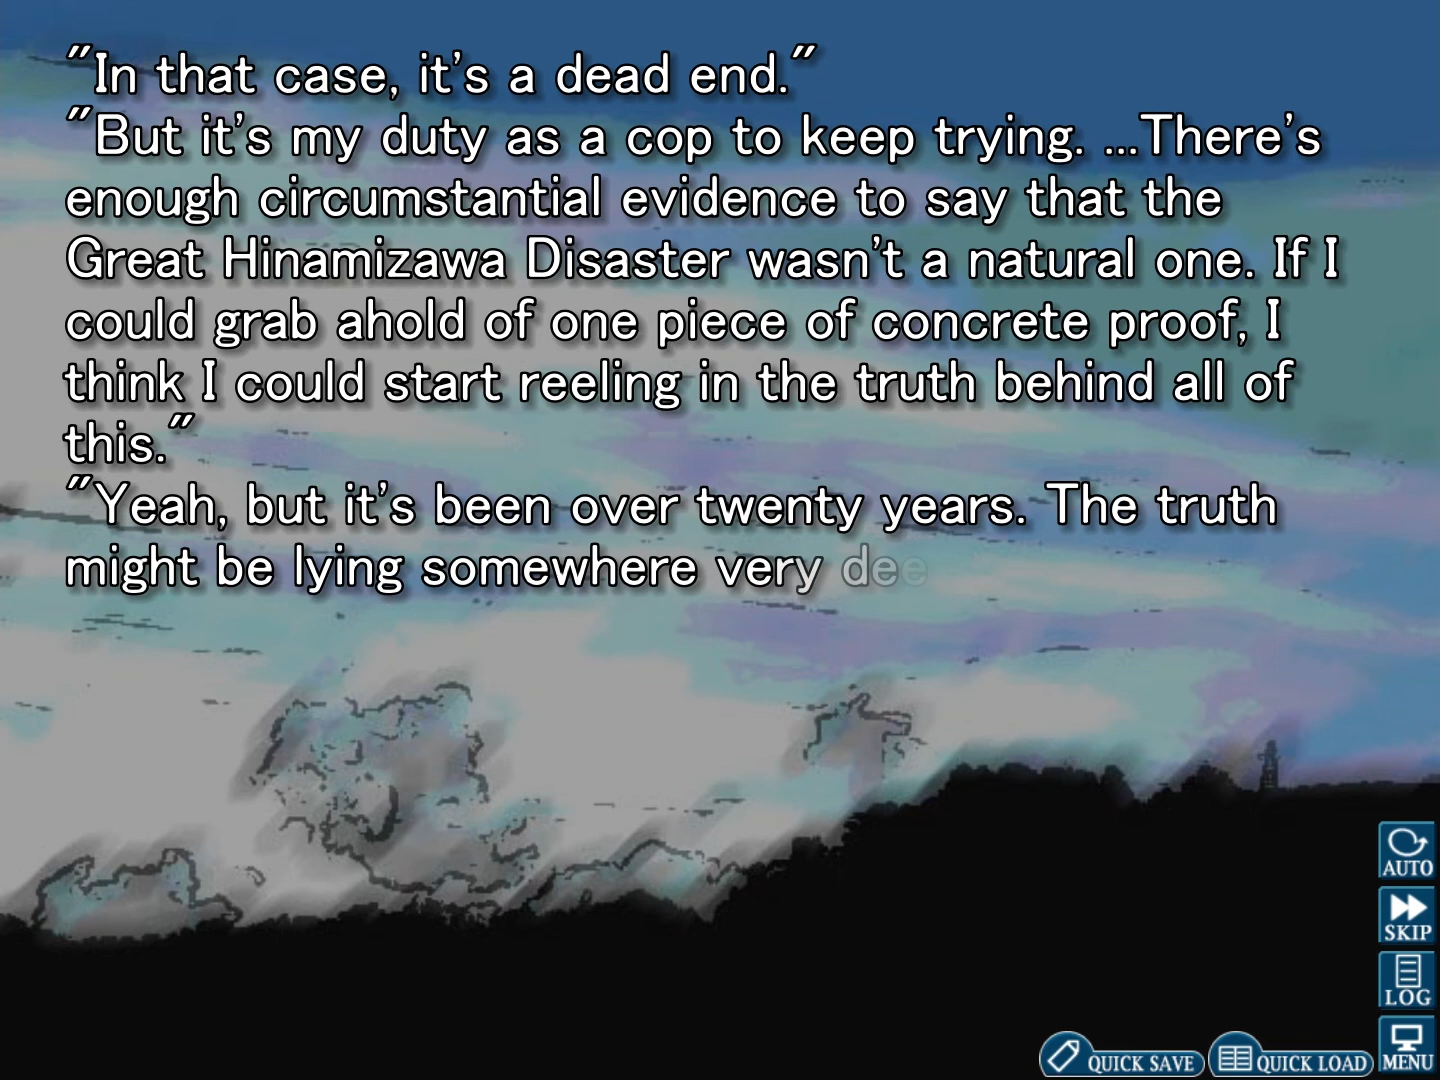 "In that case, it's a dead end."
"But it's my duty as a cop to keep trying. ...There's
enough circumstantial evidence to say that the
Great Hinamizawa Disaster wasn't a natural one. If I
could grab ahold of one piece of concrete proof, I
think I could start reeling in the truth behind all of
this."
"Yeah, but it's been over twenty years. The truth
might be lying somewhere very dee
AUTO
SKIP
LOG
QUICK SAVE
QUICK LOAD
MENU